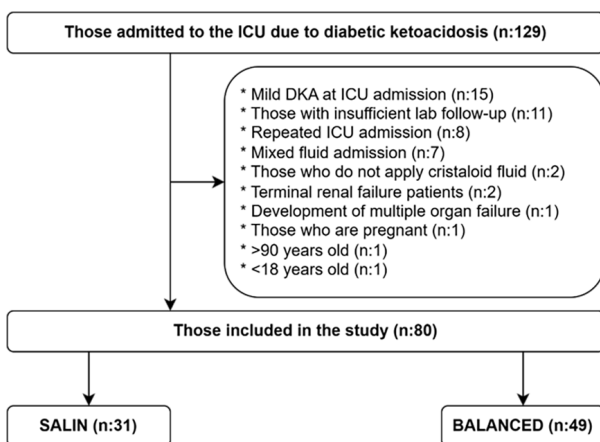 Those admitted to the ICU due to diabetic ketoacidosis (n:129)
* Mild DKA at ICU admission (n:15)
* Those with insufficient lab follow-up (n:11)
* Repeated ICU admission (n:8)
* Mixed fluid admission (n:7)
* Those who do not apply cristaloid fluid (n:2)
* Terminal renal failure patients (n:2)
* Development of multiple organ failure (n:1)
* Those who are pregnant (n:1)
* >90 years old (n:1)
* <18 years old (n:1)
Those included in the study (n:80)
SALIN (n:31)
BALANCED (n:49)